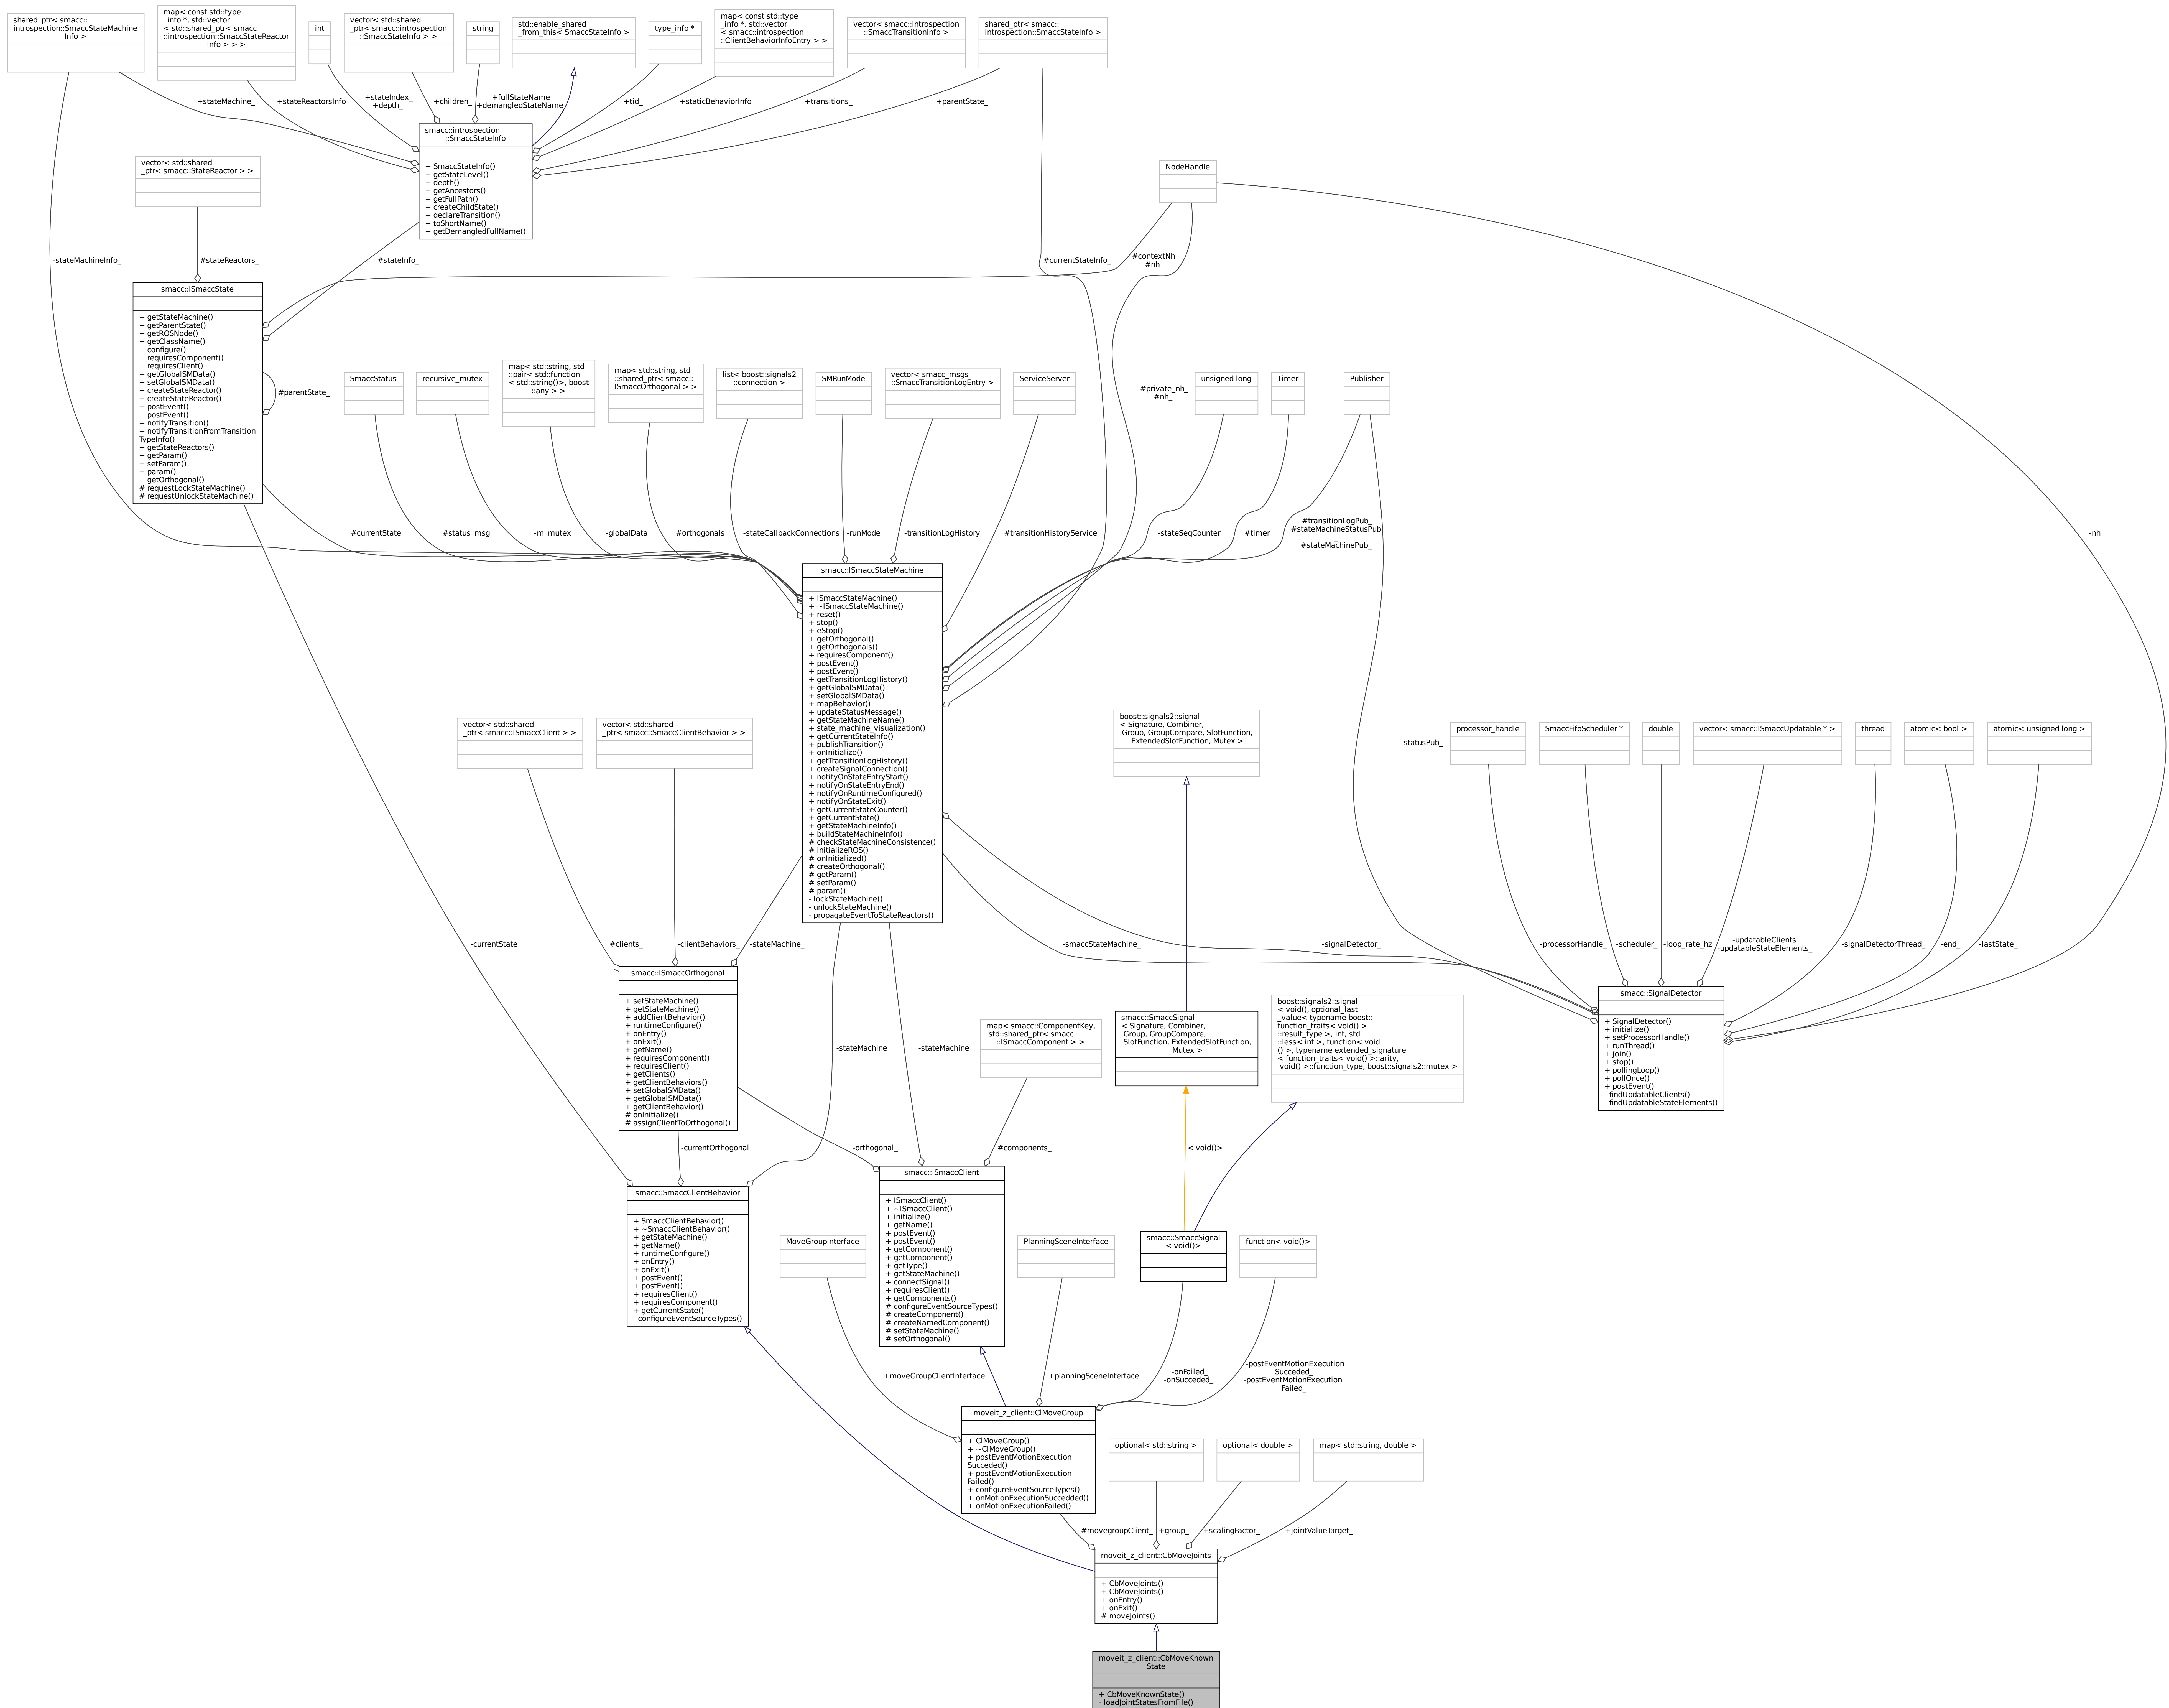 shared_ptr< smacc::
introspection::SmaccStateMachine
Info >
map< const std::type
_info *, std::vector
< std::shared_ptr< smacc
::introspection::SmaccStateReactor
Info > > >
int
vector< std::shared
_ptr< smacc::introspection
::SmaccStateInfo > >
string
std::enable_shared
_from_this< SmaccStateInfo >
type_info *
map< const std::type
_info *, std::vector
< smacc::introspection
::ClientBehaviorInfoEntry > >
vector< smacc::introspection
::SmaccTransitionInfo >
shared_ptr< smacc::
introspection::SmaccStateInfo >
+stateMachine_
+stateReactorsInfo
+stateIndex_
+depth_
+children_
+fullStateName
+demangledStateName
+tid_
+staticBehaviorInfo
+transitions_
+parentState_
smacc::introspection
::SmaccStateInfo
+ SmaccStateInfo()
+ getStateLevel()
+ depth()
+ getAncestors()
+ getFullPath()
+ createChildState()
+ declareTransition()
+ toShortName()
+ getDemangledFullName()
vector< std::shared
_ptr< smacc::StateReactor > >
NodeHandle
-stateMachineInfo_
#stateReactors_
#stateInfo_
#currentStateInfo_
#contextNh
#nh
smacc::ISmaccState
+ getStateMachine()
+ getParentState()
+ getROSNode()
+ getClassName()
+ configure()
+ requiresComponent()
+ requiresClient()
+ getGlobalSMData()
+ setGlobalSMData()
+ createStateReactor()
+ createStateReactor()
+ postEvent()
+ postEvent()
+ notifyTransition()
+ notifyTransitionFromTransition
TypeInfo()
+ getStateReactors()
+ getParam()
+ setParam()
+ param()
+ getOrthogonal()
# requestLockStateMachine()
# requestUnlockStateMachine()
#parentState_
SmaccStatus
recursive_mutex
map< std::string, std
::pair< std::function
< std::string()>, boost
::any > >
map< std::string, std
::shared_ptr< smacc::
ISmaccOrthogonal > >
list< boost::signals2
::connection >
SMRunMode
vector< smacc_msgs
::SmaccTransitionLogEntry >
ServiceServer
#private_nh_
#nh_
unsigned long
Timer
Publisher
#currentState_
#status_msg_
-m_mutex_
-globalData_
#orthogonals_
-stateCallbackConnections
-runMode_
-transitionLogHistory_
#transitionHistoryService_
-stateSeqCounter_
#timer_
#transitionLogPub_
#stateMachineStatusPub
_
#stateMachinePub_
-nh_
smacc::ISmaccStateMachine
+ ISmaccStateMachine()
+ ~ISmaccStateMachine()
+ reset()
+ stop()
+ eStop()
+ getOrthogonal()
+ getOrthogonals()
+ requiresComponent()
+ postEvent()
+ postEvent()
+ getTransitionLogHistory()
+ getGlobalSMData()
+ setGlobalSMData()
+ mapBehavior()
+ updateStatusMessage()
+ getStateMachineName()
+ state_machine_visualization()
+ getCurrentStateInfo()
+ publishTransition()
+ onInitialize()
+ getTransitionLogHistory()
+ createSignalConnection()
+ notifyOnStateEntryStart()
+ notifyOnStateEntryEnd()
+ notifyOnRuntimeConfigured()
+ notifyOnStateExit()
+ getCurrentStateCounter()
+ getCurrentState()
+ getStateMachineInfo()
+ buildStateMachineInfo()
# checkStateMachineConsistence()
# initializeROS()
# onInitialized()
# createOrthogonal()
# getParam()
# setParam()
# param()
- lockStateMachine()
- unlockStateMachine()
- propagateEventToStateReactors()
vector< std::shared
_ptr< smacc::ISmaccClient > >
vector< std::shared
_ptr< smacc::SmaccClientBehavior > >
boost::signals2::signal
< Signature, Combiner,
Group, GroupCompare, SlotFunction,
ExtendedSlotFunction, Mutex >
-statusPub_
processor_handle
SmaccFifoScheduler *
double
vector< smacc::ISmaccUpdatable * >
thread
atomic< bool >
atomic< unsigned long >
-currentState
#clients_
-clientBehaviors_
-stateMachine_
-smaccStateMachine_
-signalDetector_
-processorHandle_
-scheduler_
-loop_rate_hz
-updatableClients_
-updatableStateElements_
-signalDetectorThread_
-end_
-lastState_
smacc::ISmaccOrthogonal
+ setStateMachine()
+ getStateMachine()
+ addClientBehavior()
+ runtimeConfigure()
+ onEntry()
+ onExit()
+ getName()
+ requiresComponent()
+ requiresClient()
+ getClients()
+ getClientBehaviors()
+ setGlobalSMData()
+ getGlobalSMData()
+ getClientBehavior()
# onInitialize()
# assignClientToOrthogonal()
smacc::SignalDetector
+ SignalDetector()
+ initialize()
+ setProcessorHandle()
+ runThread()
+ join()
+ stop()
+ pollingLoop()
+ pollOnce()
+ postEvent()
- findUpdatableClients()
- findUpdatableStateElements()
-stateMachine_
-stateMachine_
map< smacc::ComponentKey,
std::shared_ptr< smacc
::ISmaccComponent > >
smacc::SmaccSignal
< Signature, Combiner,
Group, GroupCompare,
SlotFunction, ExtendedSlotFunction,
Mutex >
boost::signals2::signal
< void(), optional_last
_value< typename boost::
function_traits< void() >
::result_type >, int, std
::less< int >, function< void
() >, typename extended_signature
< function_traits< void() >::arity,
void() >::function_type, boost::signals2::mutex >
-currentOrthogonal
-orthogonal_
#components_
< void()>
smacc::SmaccClientBehavior
+ SmaccClientBehavior()
+ ~SmaccClientBehavior()
+ getStateMachine()
+ getName()
+ runtimeConfigure()
+ onEntry()
+ onExit()
+ postEvent()
+ postEvent()
+ requiresClient()
+ requiresComponent()
+ getCurrentState()
- configureEventSourceTypes()
smacc::ISmaccClient
+ ISmaccClient()
+ ~ISmaccClient()
+ initialize()
+ getName()
+ postEvent()
+ postEvent()
+ getComponent()
+ getComponent()
+ getType()
+ getStateMachine()
+ connectSignal()
+ requiresClient()
+ getComponents()
# configureEventSourceTypes()
# createComponent()
# createNamedComponent()
# setStateMachine()
# setOrthogonal()
MoveGroupInterface
PlanningSceneInterface
smacc::SmaccSignal
< void()>
function< void()>
+moveGroupClientInterface
+planningSceneInterface
-onFailed_
-onSucceded_
-postEventMotionExecution
Succeded_
-postEventMotionExecution
Failed_
moveit_z_client::ClMoveGroup
+ ClMoveGroup()
+ ~ClMoveGroup()
+ postEventMotionExecution
Succeded()
+ postEventMotionExecution
Failed()
+ configureEventSourceTypes()
+ onMotionExecutionSuccedded()
+ onMotionExecutionFailed()
optional< std::string >
optional< double >
map< std::string, double >
#movegroupClient_
+group_
+scalingFactor_
+jointValueTarget_
moveit_z_client::CbMoveJoints
+ CbMoveJoints()
+ CbMoveJoints()
+ onEntry()
+ onExit()
# moveJoints()
moveit_z_client::CbMoveKnown
State
+ CbMoveKnownState()
- loadJointStatesFromFile()